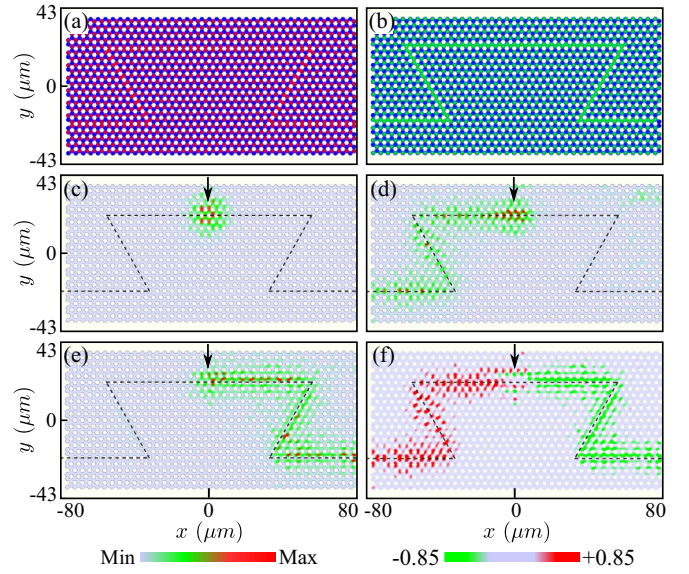 43 (a) (b)
y (μm) 0
-43
43 (c) (d)
y (μm) 0
-43
43 (e) (f)
y (μm) 0
-43
-80 0 80 -80 0 80
x (μm) x (μm)
Min Max -0.85 +0.85